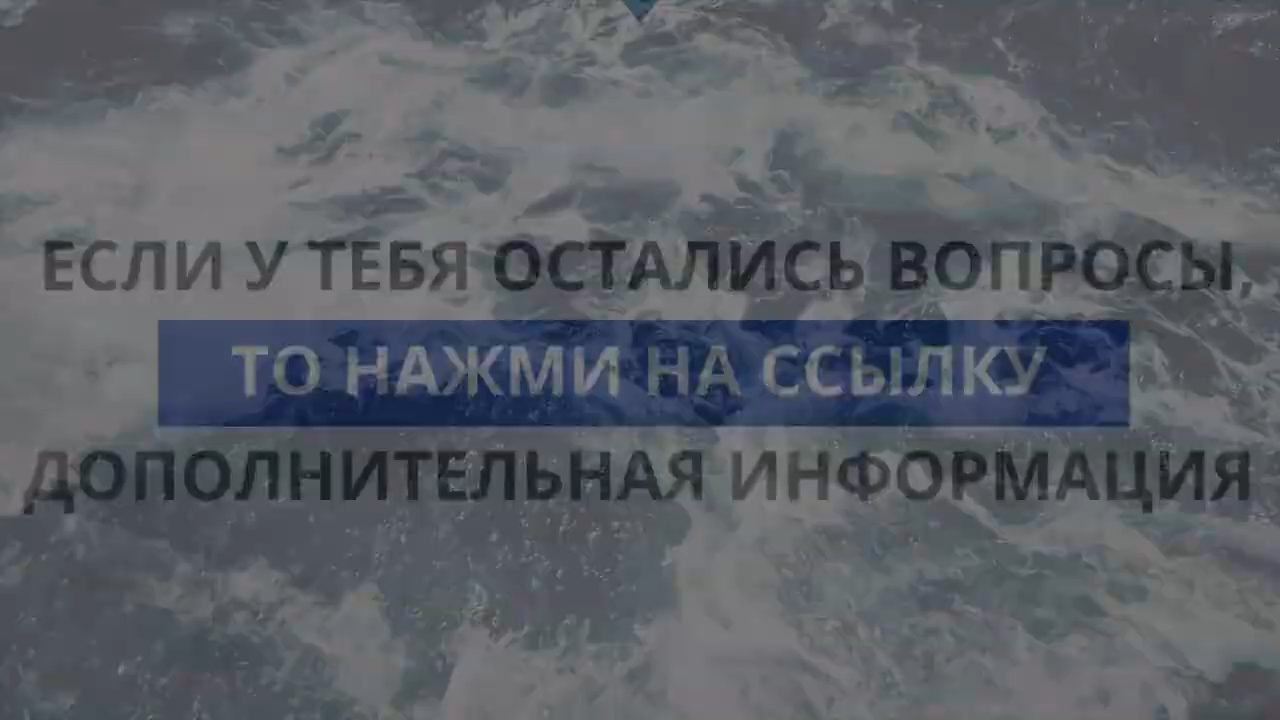 ЕСЛИ У ТЕБЯ ОСТАЛИСЬ ВОПРОСЫ,
ТО НАЖМИ НА ССЫЛКУ
ДОПОЛНИТЕЛЬНАЯ ИНФОРМАЦИЯ